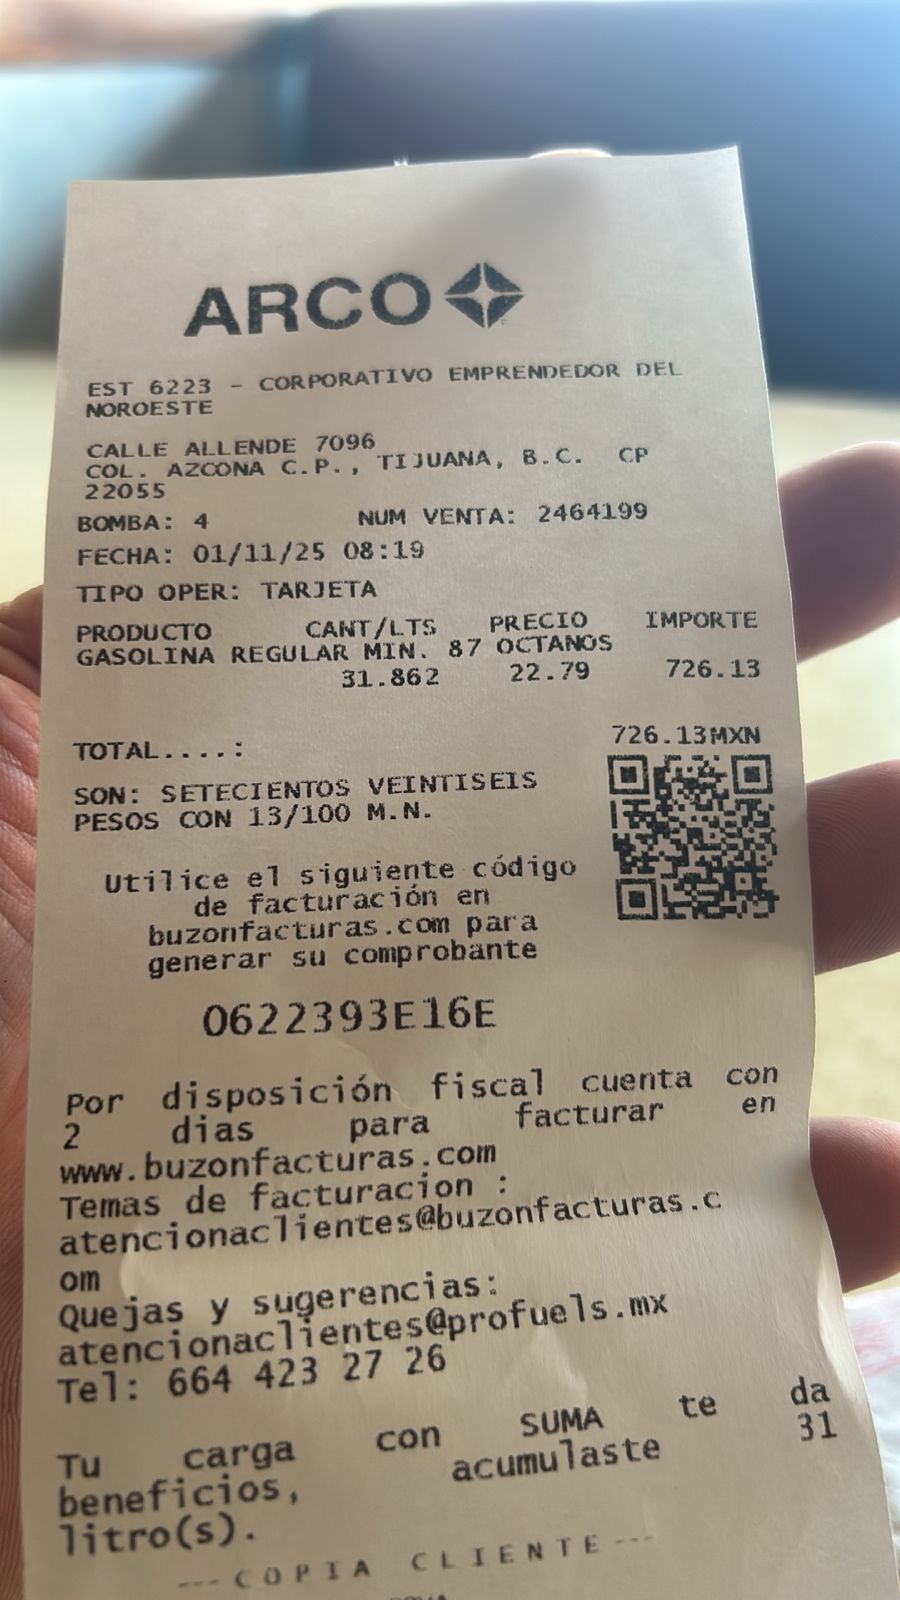 ARCO
EST 6223 - CORPORATIVO EMPRENDEDOR DEL
NOROESTE
CALLE ALLENDE 7096
COL. AZCONA C.P., TIJUANA, B.C. CP
22055
BOMBA: 4 NUM VENTA: 2464199
FECHA: 01/11/25 08:19
TIPO OPER: TARJETA
PRODUCTO CANT/LTS PRECIO IMPORTE
GASOLINA REGULAR MIN. 87 OCTANOS
31.862 22.79 726.13
TOTAL....: 726.13MXN
SON: SETECIENTOS VEINTISEIS
PESOS CON 13/100 M.N.
Utilice el siguiente código
de facturación en
buzonfacturas.com para
generar su comprobante
0622393E16E
Por disposición fiscal cuenta con
2 dias para facturar en
www.buzonfacturas.com
Temas de facturacion :
atencionaclientes@buzonfacturas.c
om
Quejas y sugerencias:
atencionaclientes@profuels.mx
Tel: 664 423 27 26
Tu carga con SUMA te da
beneficios, acumulaste 31
litro(s).
---COPIA CLIENTE---